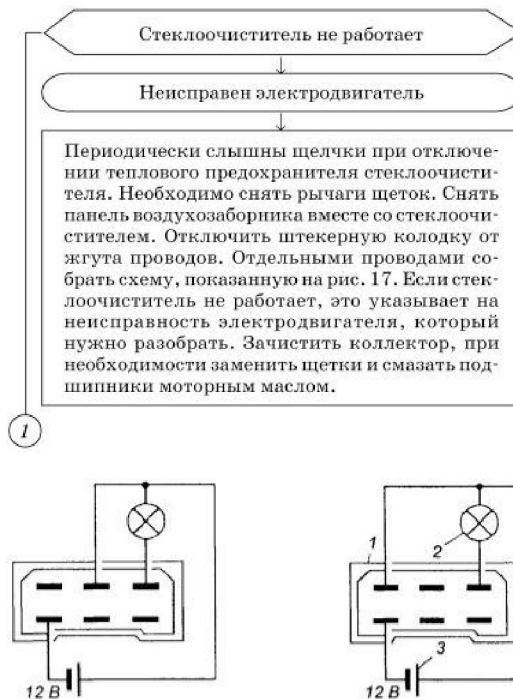 Стеклоочиститель не работает
Неисправен электродвигатель
Периодически слышны щелчки при отключе-
нии теплового предохранителя стеклоочисти-
теля. Необходимо снять рычаги щеток. Снять
панель воздухозаборника вместе со стеклоочи-
стителем. Отключить штекерную колодку от
жгута проводов. Отдельными проводами со-
брать схему, показанную на рис. 17. Если стек-
лоочиститель не работает, это указывает на
неисправность электродвигателя, который
нужно разобрать. Зачистить коллектор, при
необходимости заменить щетки и смазать под-
шипники моторным маслом.
1
1
2
3
12 В
12 В